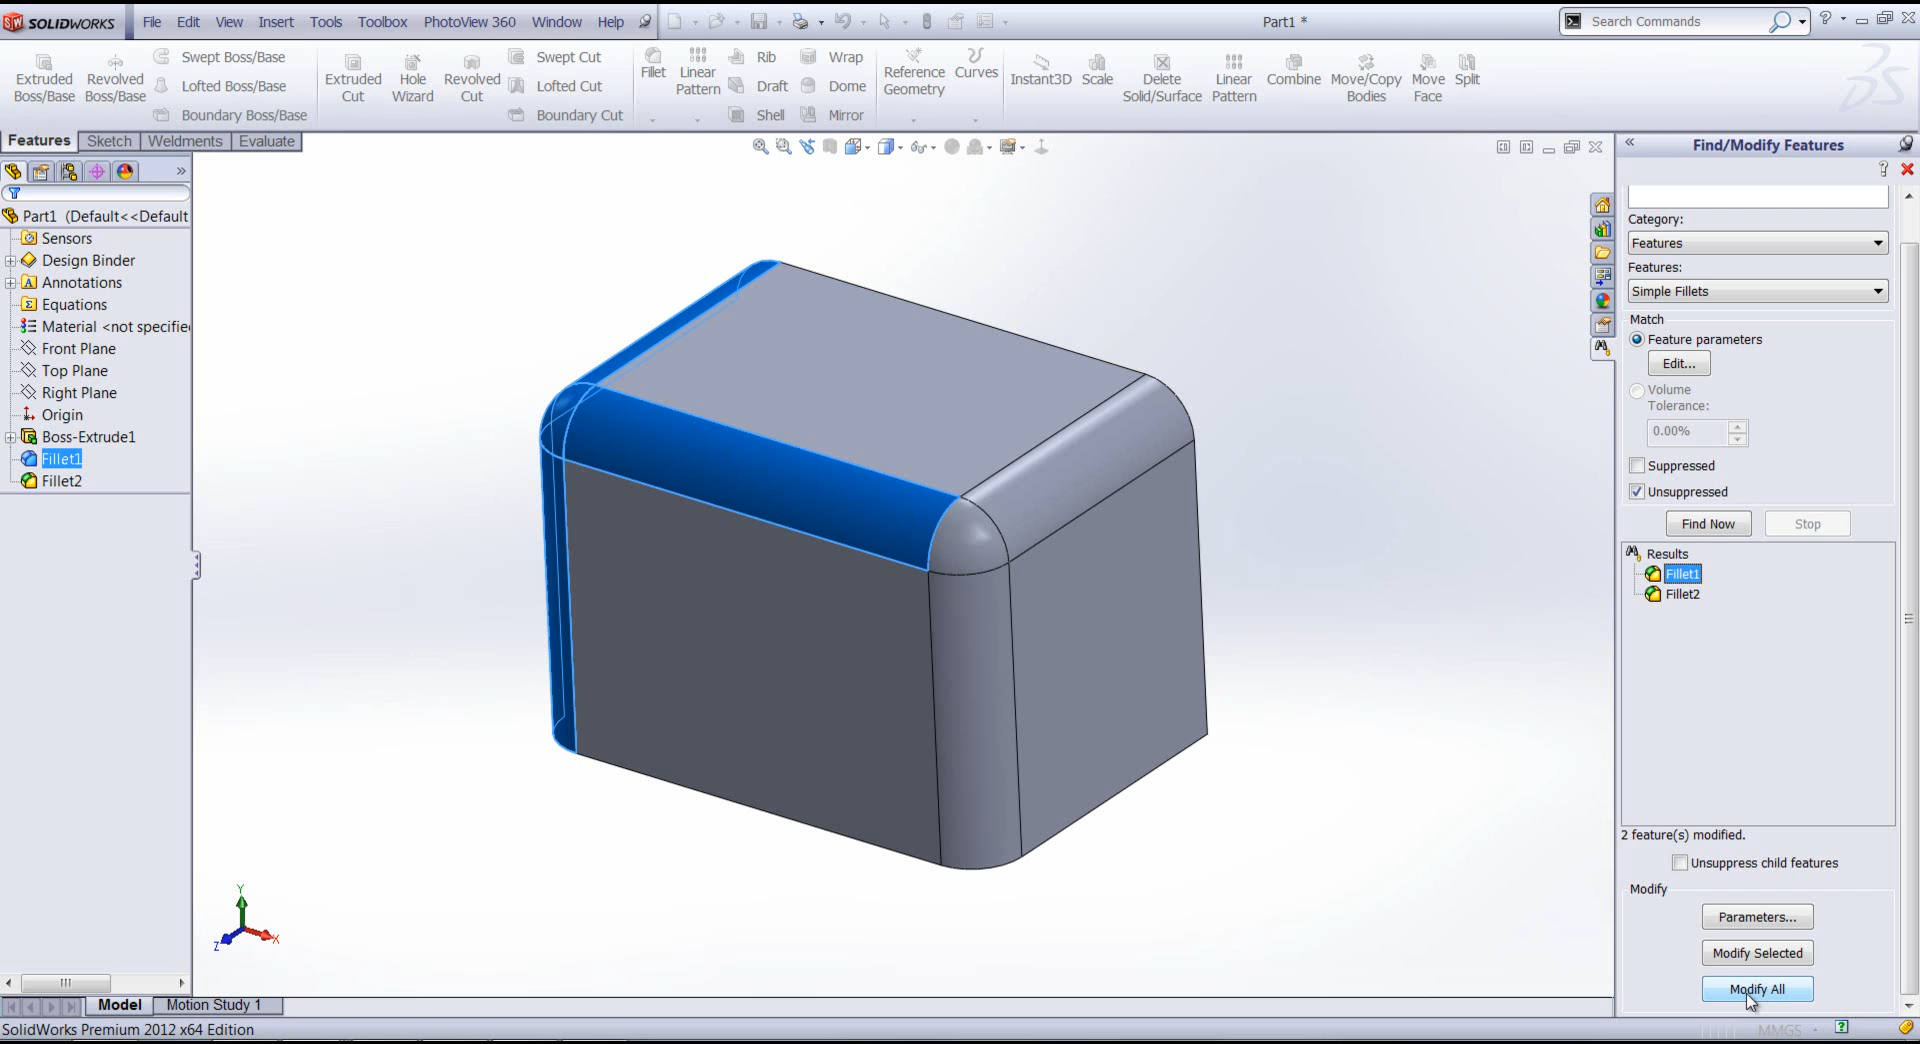 SW SOLIDWORKS File Edit View Insert Tools Toolbox PhotoView 360 Window Help Part1 * Search Commands ?
Extruded Boss/Base
Revolved Boss/Base
Swept Boss/Base
Lofted Boss/Base
Boundary Boss/Base
Extruded Cut
Hole Wizard
Revolved Cut
Swept Cut
Lofted Cut
Boundary Cut
Fillet
Linear Pattern
Rib
Draft
Shell
Wrap
Dome
Mirror
Reference Geometry
Curves
Instant3D
Scale
Delete Solid/Surface
Linear Pattern
Combine
Move/Copy Bodies
Move Face
Split
Features Sketch Weldments Evaluate
Part1 (Default<<Default
Sensors
Design Binder
Annotations
Equations
Material <not specifie
Front Plane
Top Plane
Right Plane
Origin
Boss-Extrude1
Fillet1
Fillet2
Y
Z
X
Find/Modify Features
?
Category:
Features
Features:
Simple Fillets
Match
Feature parameters
Edit...
Volume
Tolerance:
0.00%
Suppressed
Unsuppressed
Find Now Stop
Results
Fillet1
Fillet2
2 feature(s) modified.
Unsuppress child features
Modify
Parameters...
Modify Selected
Modify All
Model Motion Study 1
SolidWorks Premium 2012 x64 Edition
MMGS